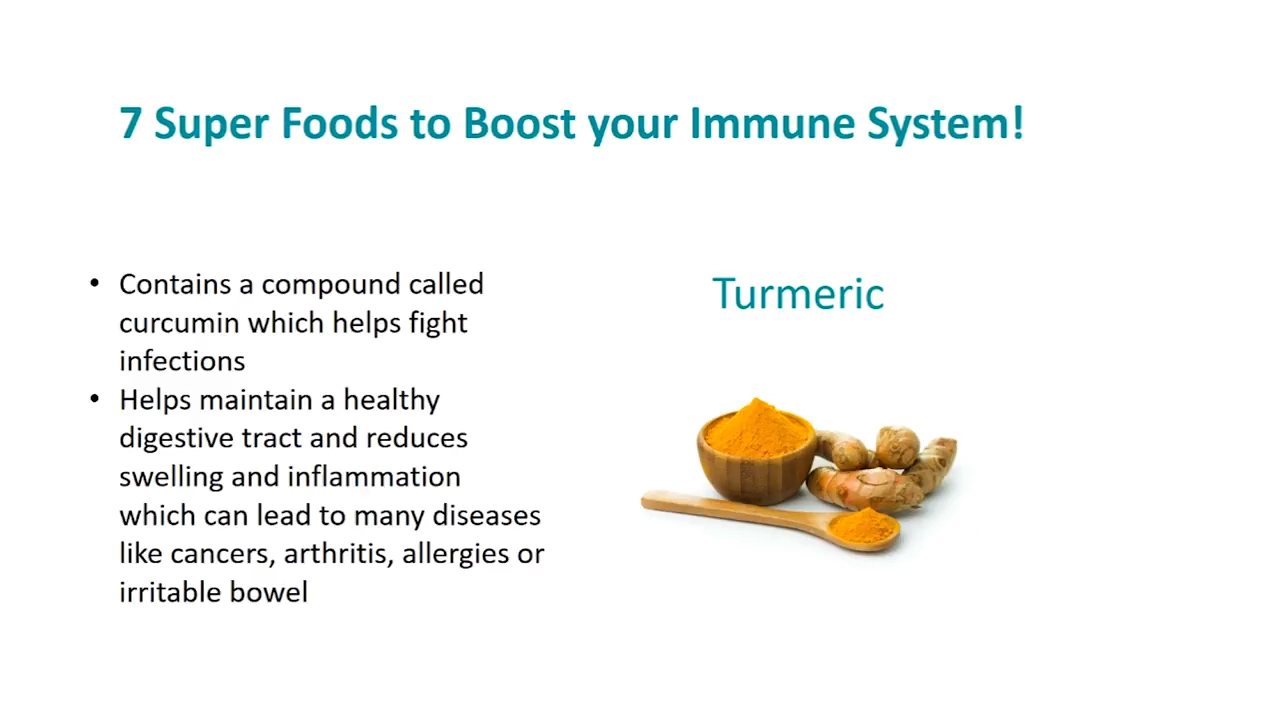 7 Super Foods to Boost your Immune System!
• Contains a compound called
curcumin which helps fight
infections
• Helps maintain a healthy
digestive tract and reduces
swelling and inflammation
which can lead to many diseases
like cancers, arthritis, allergies or
irritable bowel
Turmeric